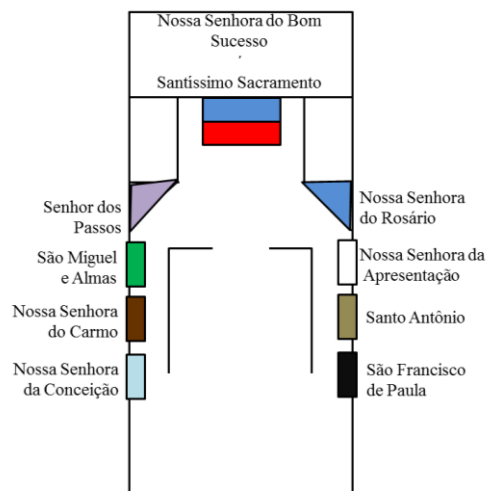 Nossa Senhora do Bom
Sucesso
,
Santissimo Sacramento
Senhor dos
Passos
Nossa Senhora
do Rosário
São Miguel
e Almas
Nossa Senhora da
Apresentação
Nossa Senhora
do Carmo
Santo Antônio
Nossa Senhora
da Conceição
São Francisco
de Paula